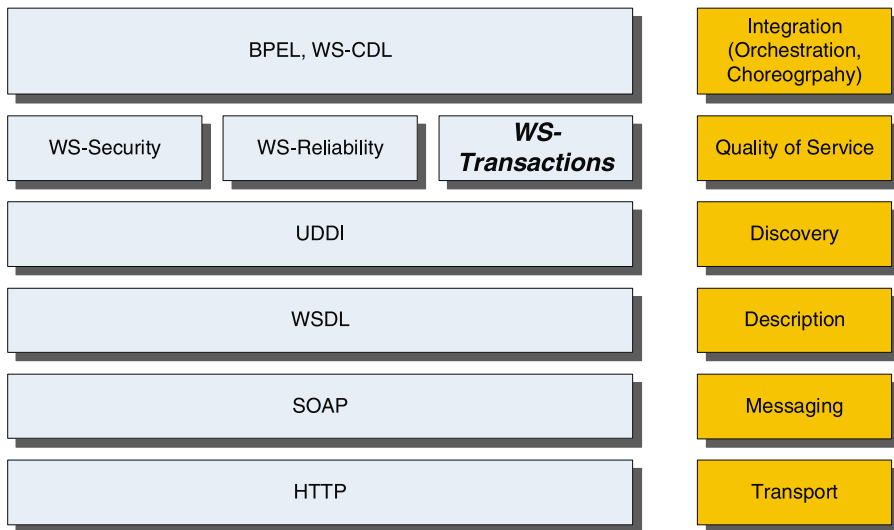 BPEL, WS-CDL
Integration
(Orchestration,
Choreogrpahy)
WS-Security
WS-Reliability
WS-
Transactions
Quality of Service
UDDI
Discovery
WSDL
Description
SOAP
Messaging
HTTP
Transport